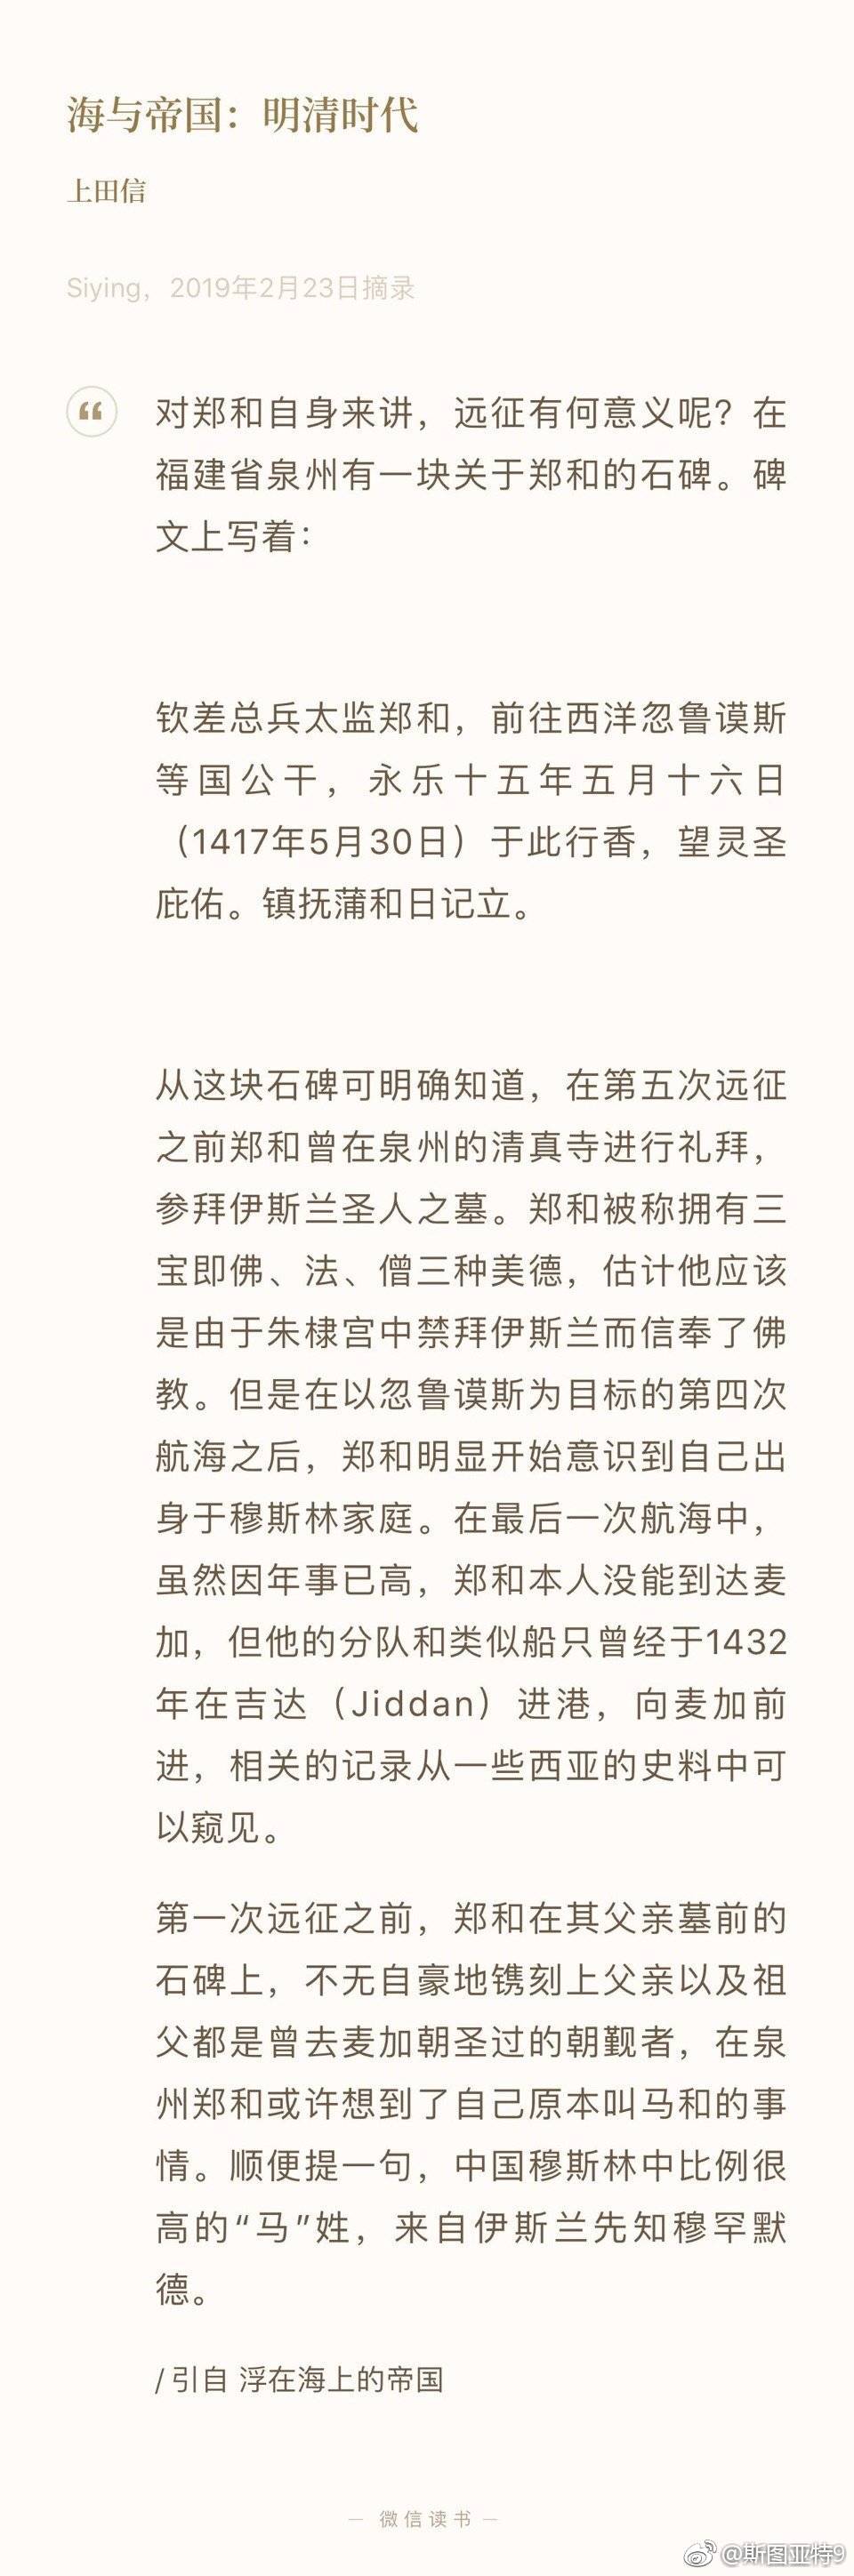 海与帝国：明清时代
上田信
Siying，2019年2月23日摘录
“
对郑和自身来讲，远征有何意义呢？在
福建省泉州有一块关于郑和的石碑。碑
文上写着：
钦差总兵太监郑和，前往西洋忽鲁谟斯
等国公干，永乐十五年五月十六日
（1417年5月30日）于此行香，望灵圣
庇佑。镇抚蒲和日记立。
从这块石碑可明确知道，在第五次远征
之前郑和曾在泉州的清真寺进行礼拜，
参拜伊斯兰圣人之墓。郑和被称拥有三
宝即佛、法、僧三种美德，估计他应该
是由于朱棣宫中禁拜伊斯兰而信奉了佛
教。但是在以忽鲁谟斯为目标的第四次
航海之后，郑和明显开始意识到自己出
身于穆斯林家庭。在最后一次航海中，
虽然因年事已高，郑和本人没能到达麦
加，但他的分队和类似船只曾经于1432
年在吉达（Jiddan）进港，向麦加前
进，相关的记录从一些西亚的史料中可
以窥见。
第一次远征之前，郑和在其父亲墓前的
石碑上，不无自豪地镌刻上父亲以及祖
父都是曾去麦加朝圣过的朝觐者，在泉
州郑和或许想到了自己原本叫马和的事
情。顺便提一句，中国穆斯林中比例很
高的“马”姓，来自伊斯兰先知穆罕默
德。
/ 引自 浮在海上的帝国
— 微信读书 —
@斯图亚特9